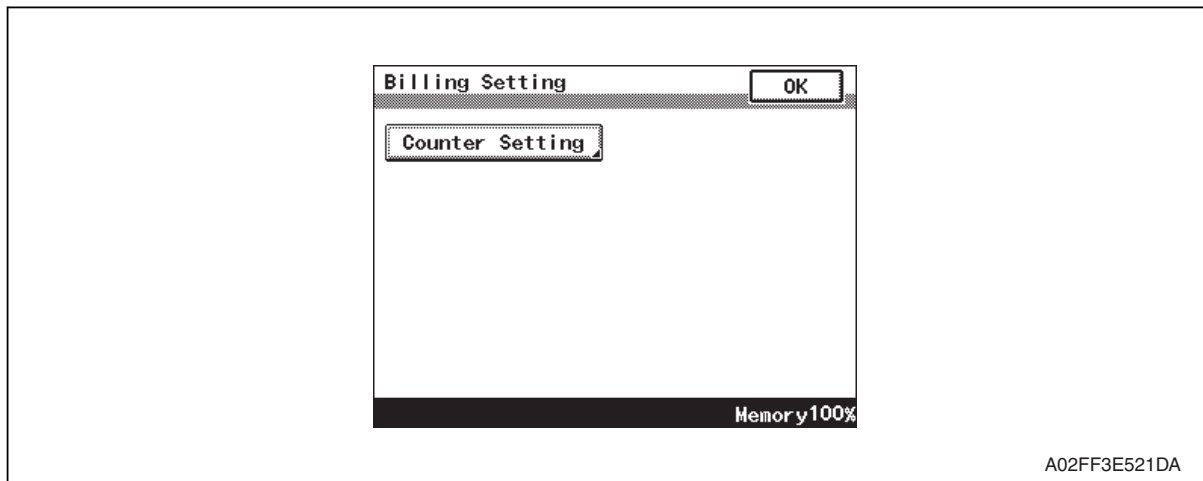 Billing Setting
OK
Counter Setting
Memory100%
A02FF3E521DA